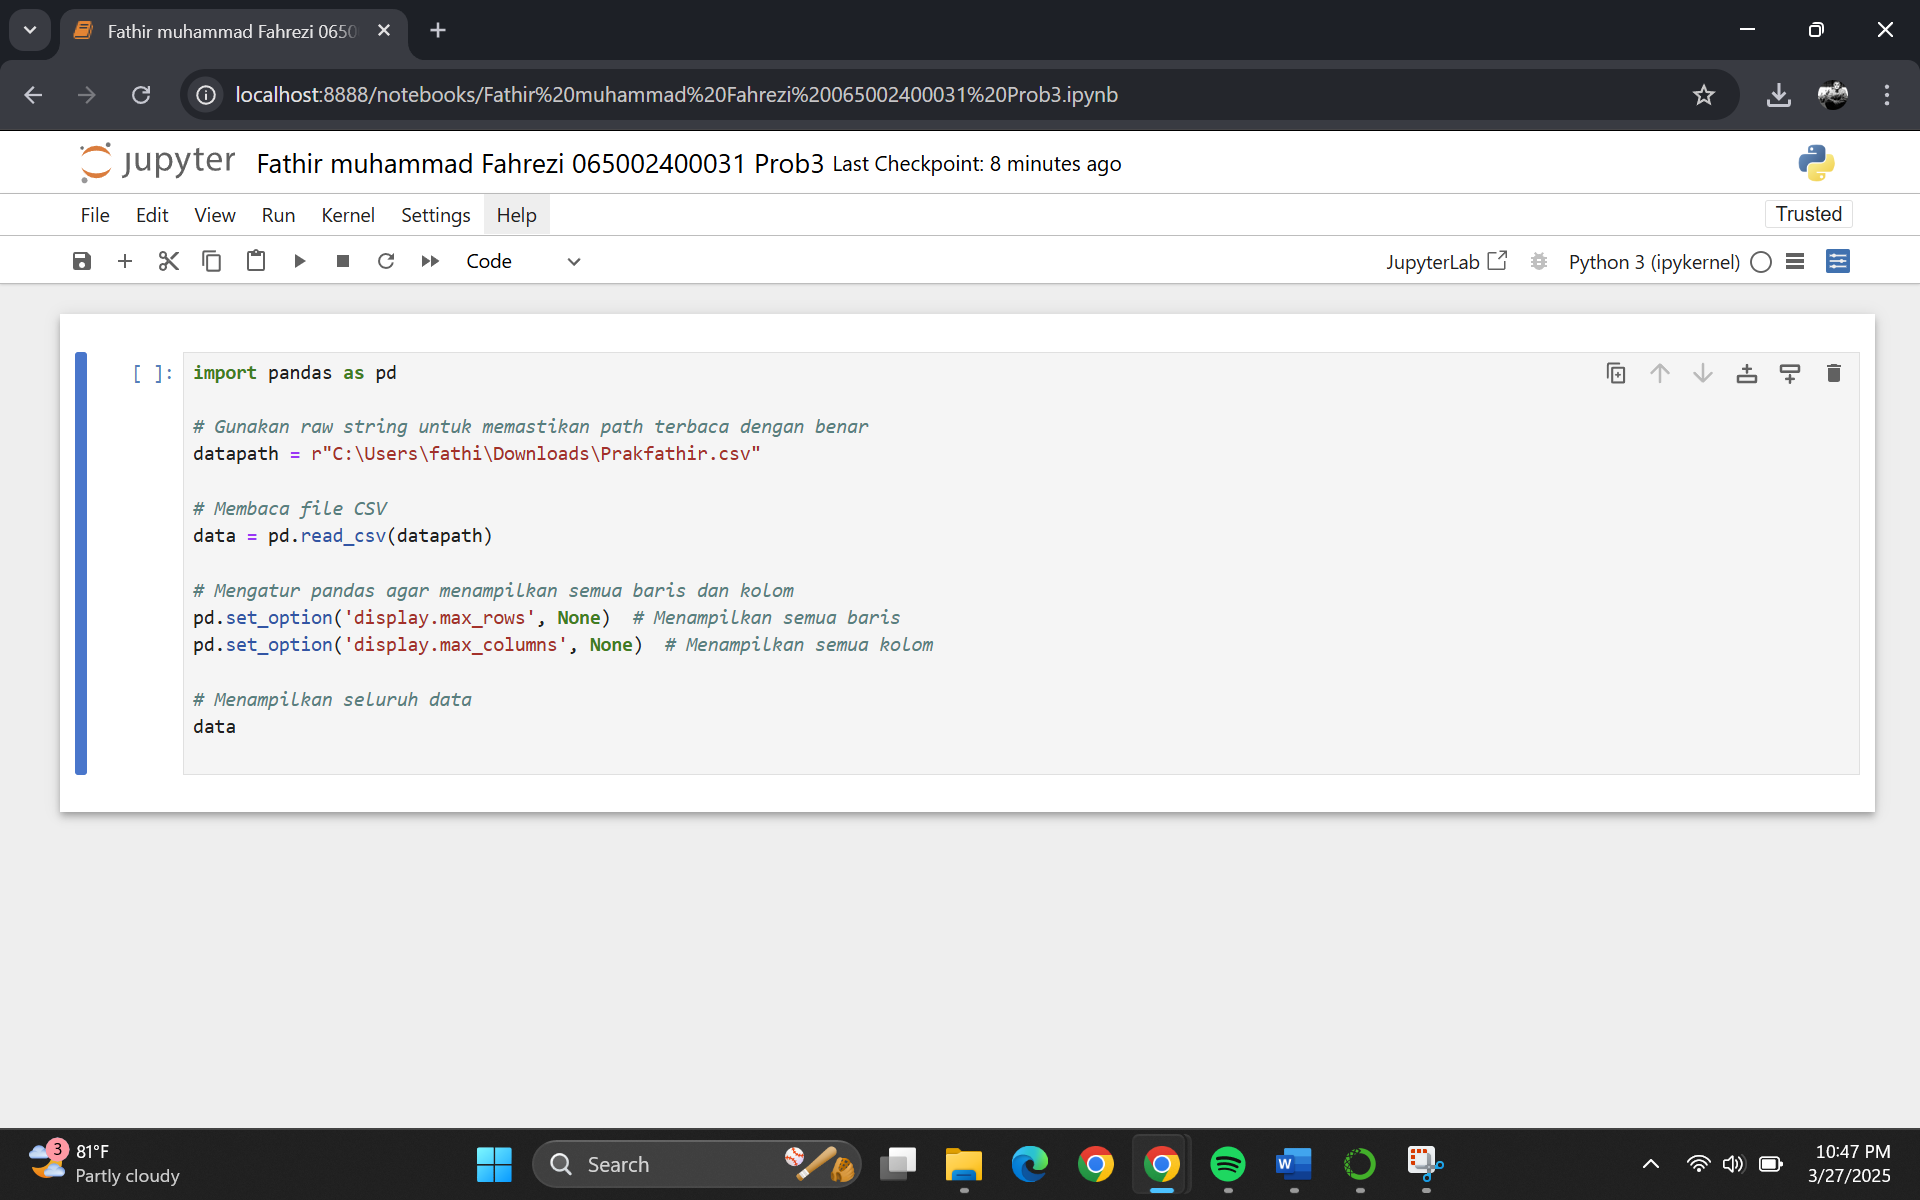 Fathir muhammad Fahrezi 0650
localhost:8888/notebooks/Fathir%20muhammad%20Fahrezi%20065002400031%20Prob3.ipynb
jupyter Fathir muhammad Fahrezi 065002400031 Prob3 Last Checkpoint: 8 minutes ago
File Edit View Run Kernel Settings Help Trusted
Code JupyterLab Python 3 (ipykernel)
[ ]: import pandas as pd
# Gunakan raw string untuk memastikan path terbaca dengan benar
datapath = r"C:\Users\fathi\Downloads\Prakfathir.csv"
# Membaca file CSV
data = pd.read_csv(datapath)
# Mengatur pandas agar menampilkan semua baris dan kolom
pd.set_option('display.max_rows', None)  # Menampilkan semua baris
pd.set_option('display.max_columns', None)  # Menampilkan semua kolom
# Menampilkan seluruh data
data
3 81°F
Partly cloudy
Search
W
10:47 PM
3/27/2025